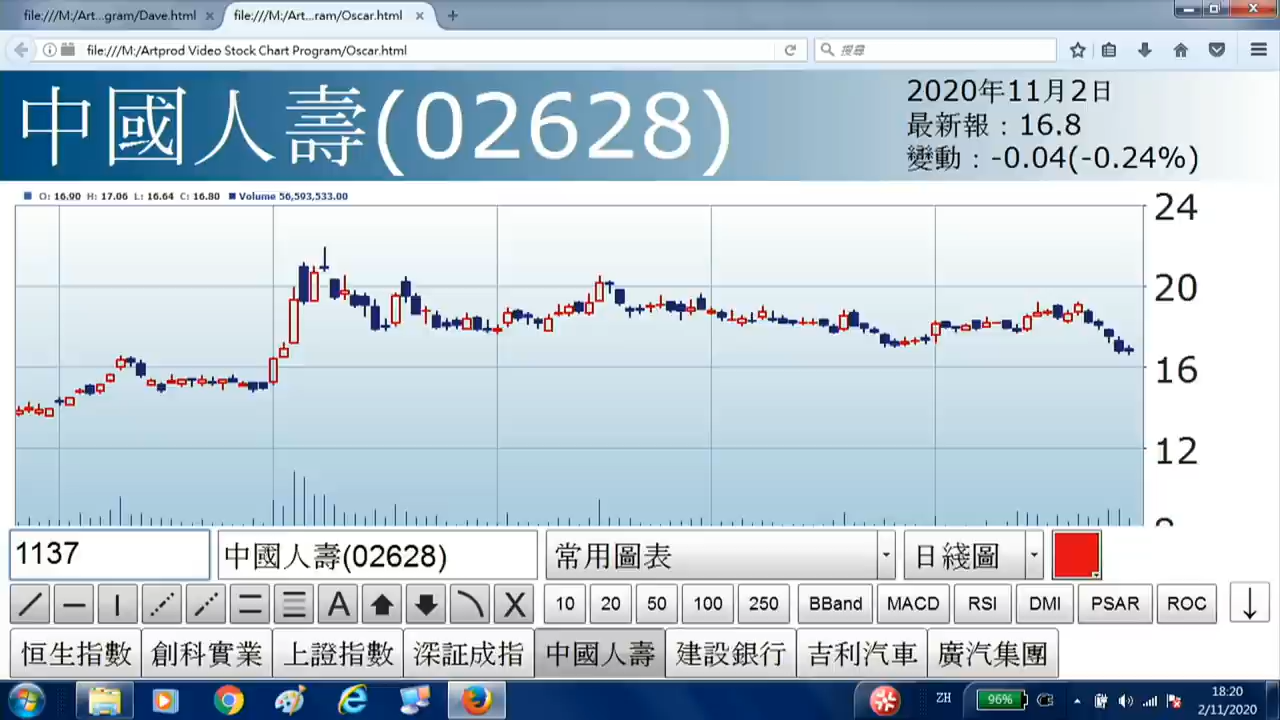 file:///M:/Art...gram/Dave.html
file:///M:/Art...ram/Oscar.html
file:///M:/Artprod Video Stock Chart Program/Oscar.html
搜尋
中國人壽(02628)
2020年11月2日
最新報：16.8
變動：-0.04(-0.24%)
O: 16.90 H: 17.06 L: 16.64 C: 16.80 Volume 56,593,533.00
24
20
16
12
1137
中國人壽(02628)
常用圖表
日綫圖
A
X
10
20
50
100
250
BBand
MACD
RSI
DMI
PSAR
ROC
恒生指數
創科實業
上證指數
深証成指
中國人壽
建設銀行
吉利汽車
廣汽集團
ZH
96%
18:20
2/11/2020